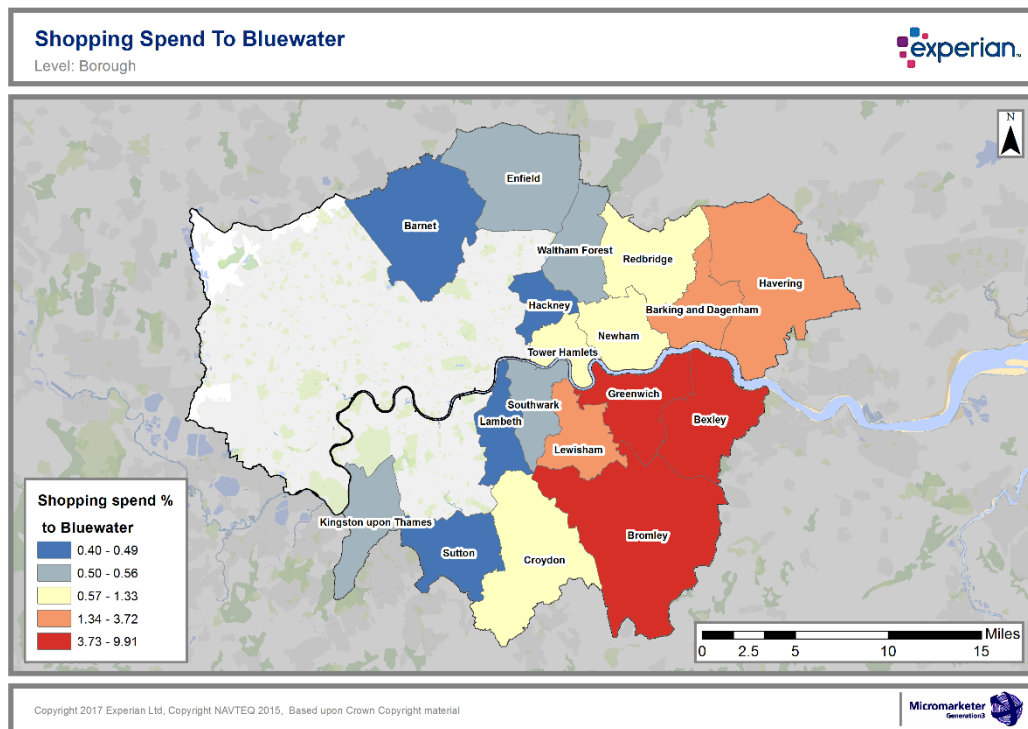 Shopping Spend To Bluewater
Level: Borough
experian™
N
Enfield
Barnet
Waltham Forest
Redbridge
Havering
Hackney
Barking and Dagenham
Newham
Tower Hamlets
Greenwich
Southwark
Bexley
Lambeth
Lewisham
Kingston upon Thames
Bromley
Sutton
Croydon
Shopping spend %
to Bluewater
0.40 - 0.49
0.50 - 0.56
0.57 - 1.33
1.34 - 3.72
3.73 - 9.91
Miles
0 2.5 5 10 15
Copyright 2017 Experian Ltd, Copyright NAVTEQ 2015, Based upon Crown Copyright material
Micromarketer
Generation3